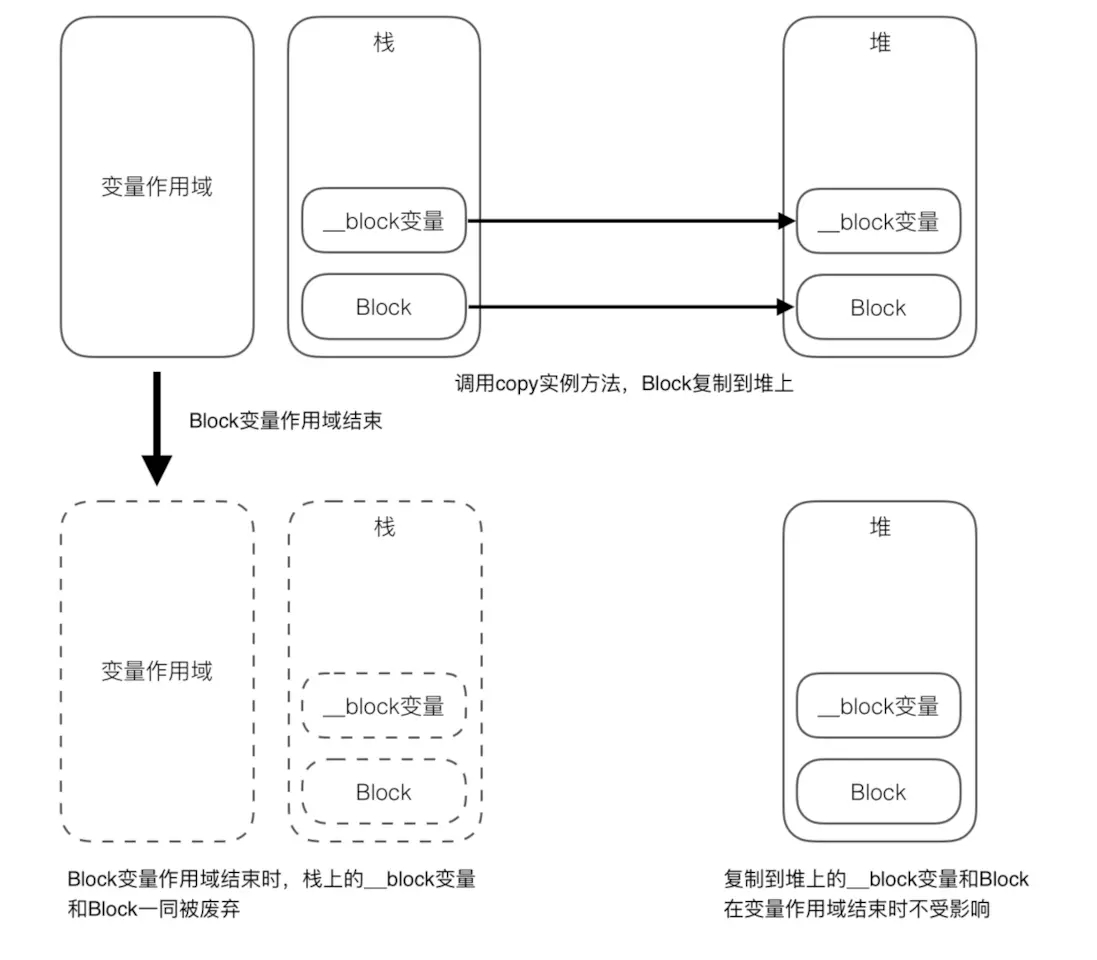 栈
堆
变量作用域
__block变量
__block变量
Block
Block
调用copy实例方法，Block复制到堆上
Block变量作用域结束
栈
堆
变量作用域
__block变量
__block变量
Block
Block
Block变量作用域结束时，栈上的__block变量
和Block一同被废弃
复制到堆上的__block变量和Block
在变量作用域结束时不受影响